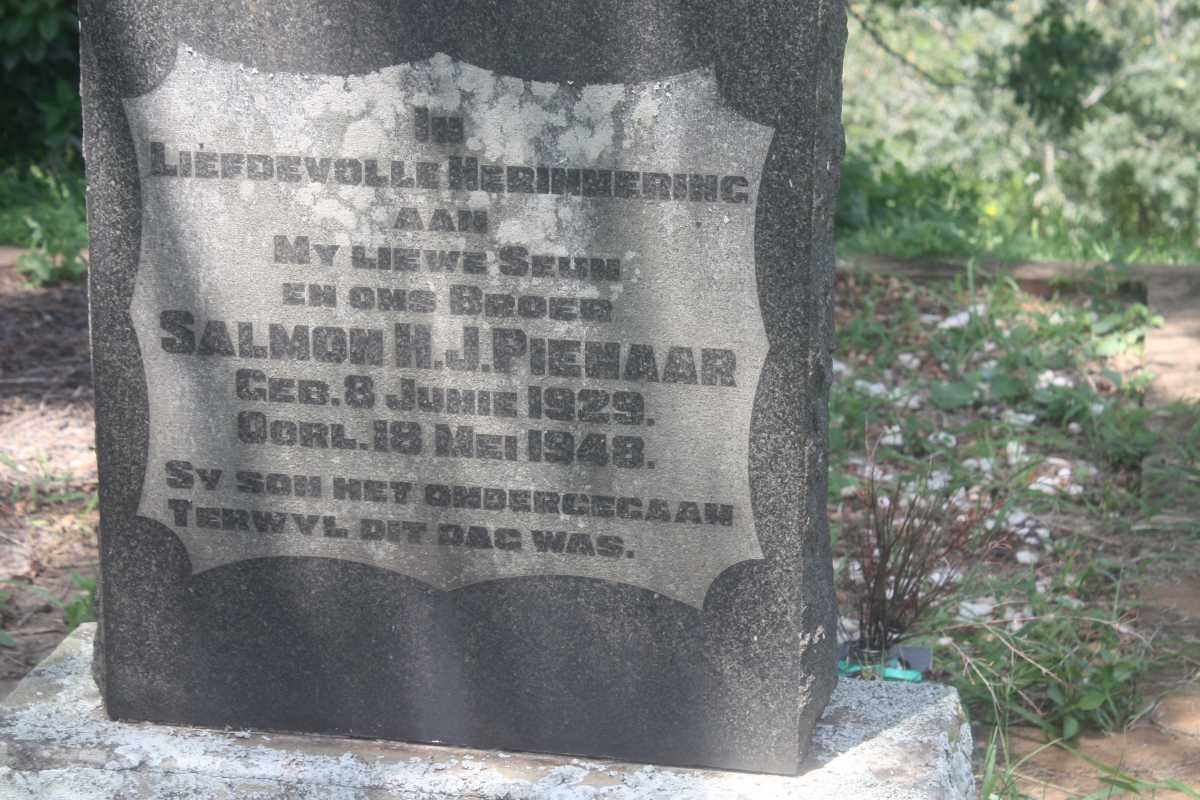 In
Liefdevolle Herinnering
aan
My liewe Seun
en ons Broer
Salmon H.J. Pienaar
Geb. 8 Junie 1929.
Oorl. 18 Mei 1948.
Sy son het ondergegaan
Terwyl dit dag was.